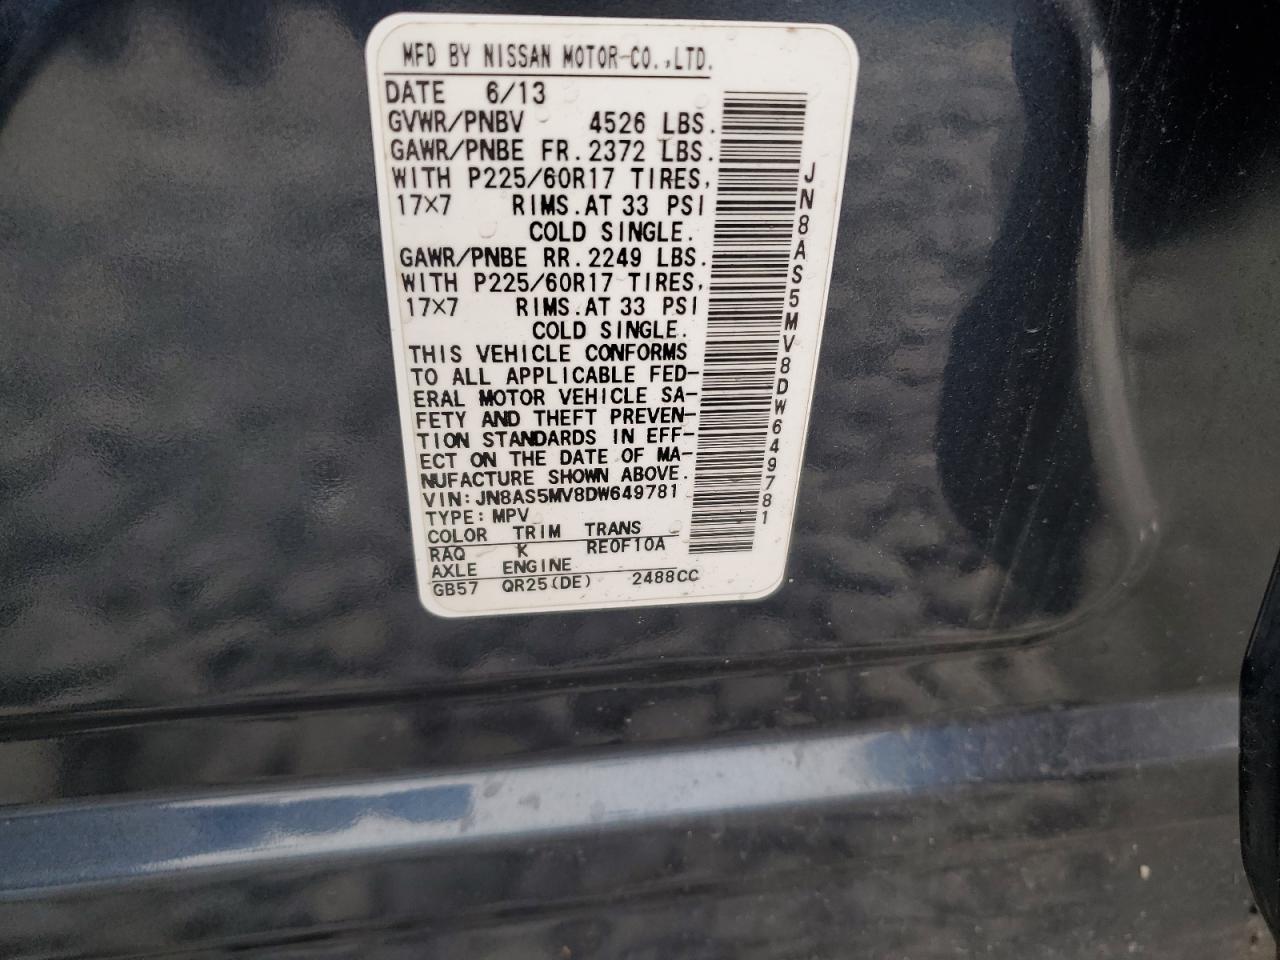 MFD BY NISSAN MOTOR CO.,LTD.
DATE 6/13
GVWR/PNBV 4526 LBS.
GAWR/PNBE FR. 2372 LBS.
WITH P225/60R17 TIRES,
17×7 RIMS.AT 33 PSI
COLD SINGLE.
GAWR/PNBE RR. 2249 LBS.
WITH P225/60R17 TIRES,
17×7 RIMS.AT 33 PSI
COLD SINGLE.
THIS VEHICLE CONFORMS
TO ALL APPLICABLE FED-
ERAL MOTOR VEHICLE SA-
FETY AND THEFT PREVEN-
TION STANDARDS IN EFF-
ECT ON THE DATE OF MA-
NUFACTURE SHOWN ABOVE.
VIN: JN8AS5MV8DW649781
TYPE: MPV
COLOR TRIM TRANS
RAQ K RE0F10A
AXLE ENGINE
GB57 QR25(DE) 2488CC
JN8AS5MV8DW649781